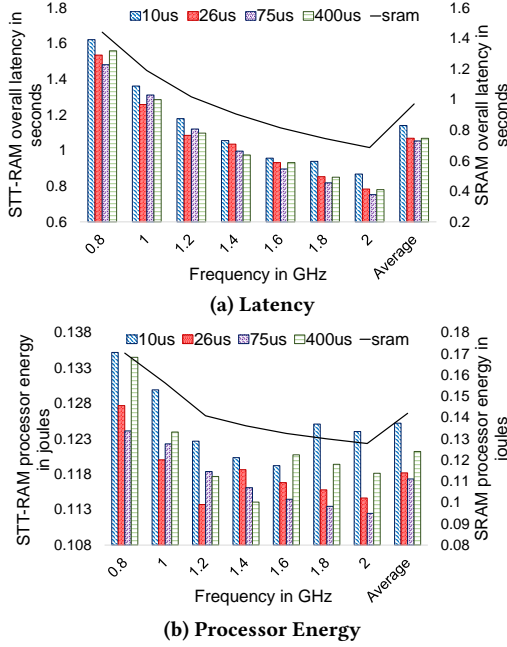 10us 26us 75us 400us sram
STT-RAM overall latency in
seconds
1.6
1.4
1.2
1
0.8
0.6
1.6
1.4
1.2
1
0.8
0.6
0.4
0.2
SRAM overall latency in
seconds
0.8 1 1.2 1.4 1.6 1.8 2 Average
Frequency in GHz
(a) Latency
10us 26us 75us 400us sram
STT-RAM processor energy
in joules
0.138
0.133
0.128
0.123
0.118
0.113
0.108
0.18
0.17
0.16
0.15
0.14
0.13
0.12
0.11
0.1
0.09
0.08
SRAM processor energy in
joules
0.8 1 1.2 1.4 1.6 1.8 2 Average
Frequency in GHz
(b) Processor Energy